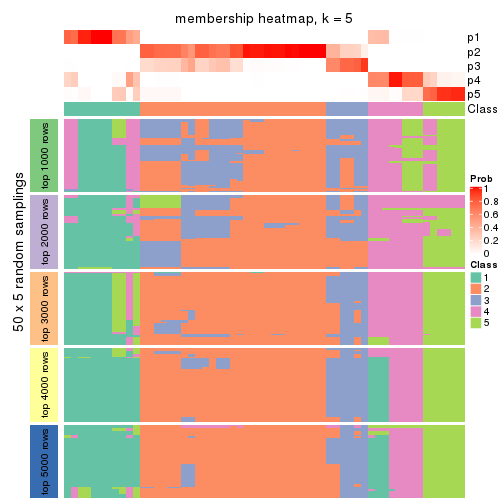 membership heatmap, k = 5
p1
p2
p3
p4
p5
Class
50 x 5 random samplings
top 1000 rows
top 2000 rows
top 3000 rows
top 4000 rows
top 5000 rows
Prob
1
0.8
0.6
0.4
0.2
0
Class
1
2
3
4
5